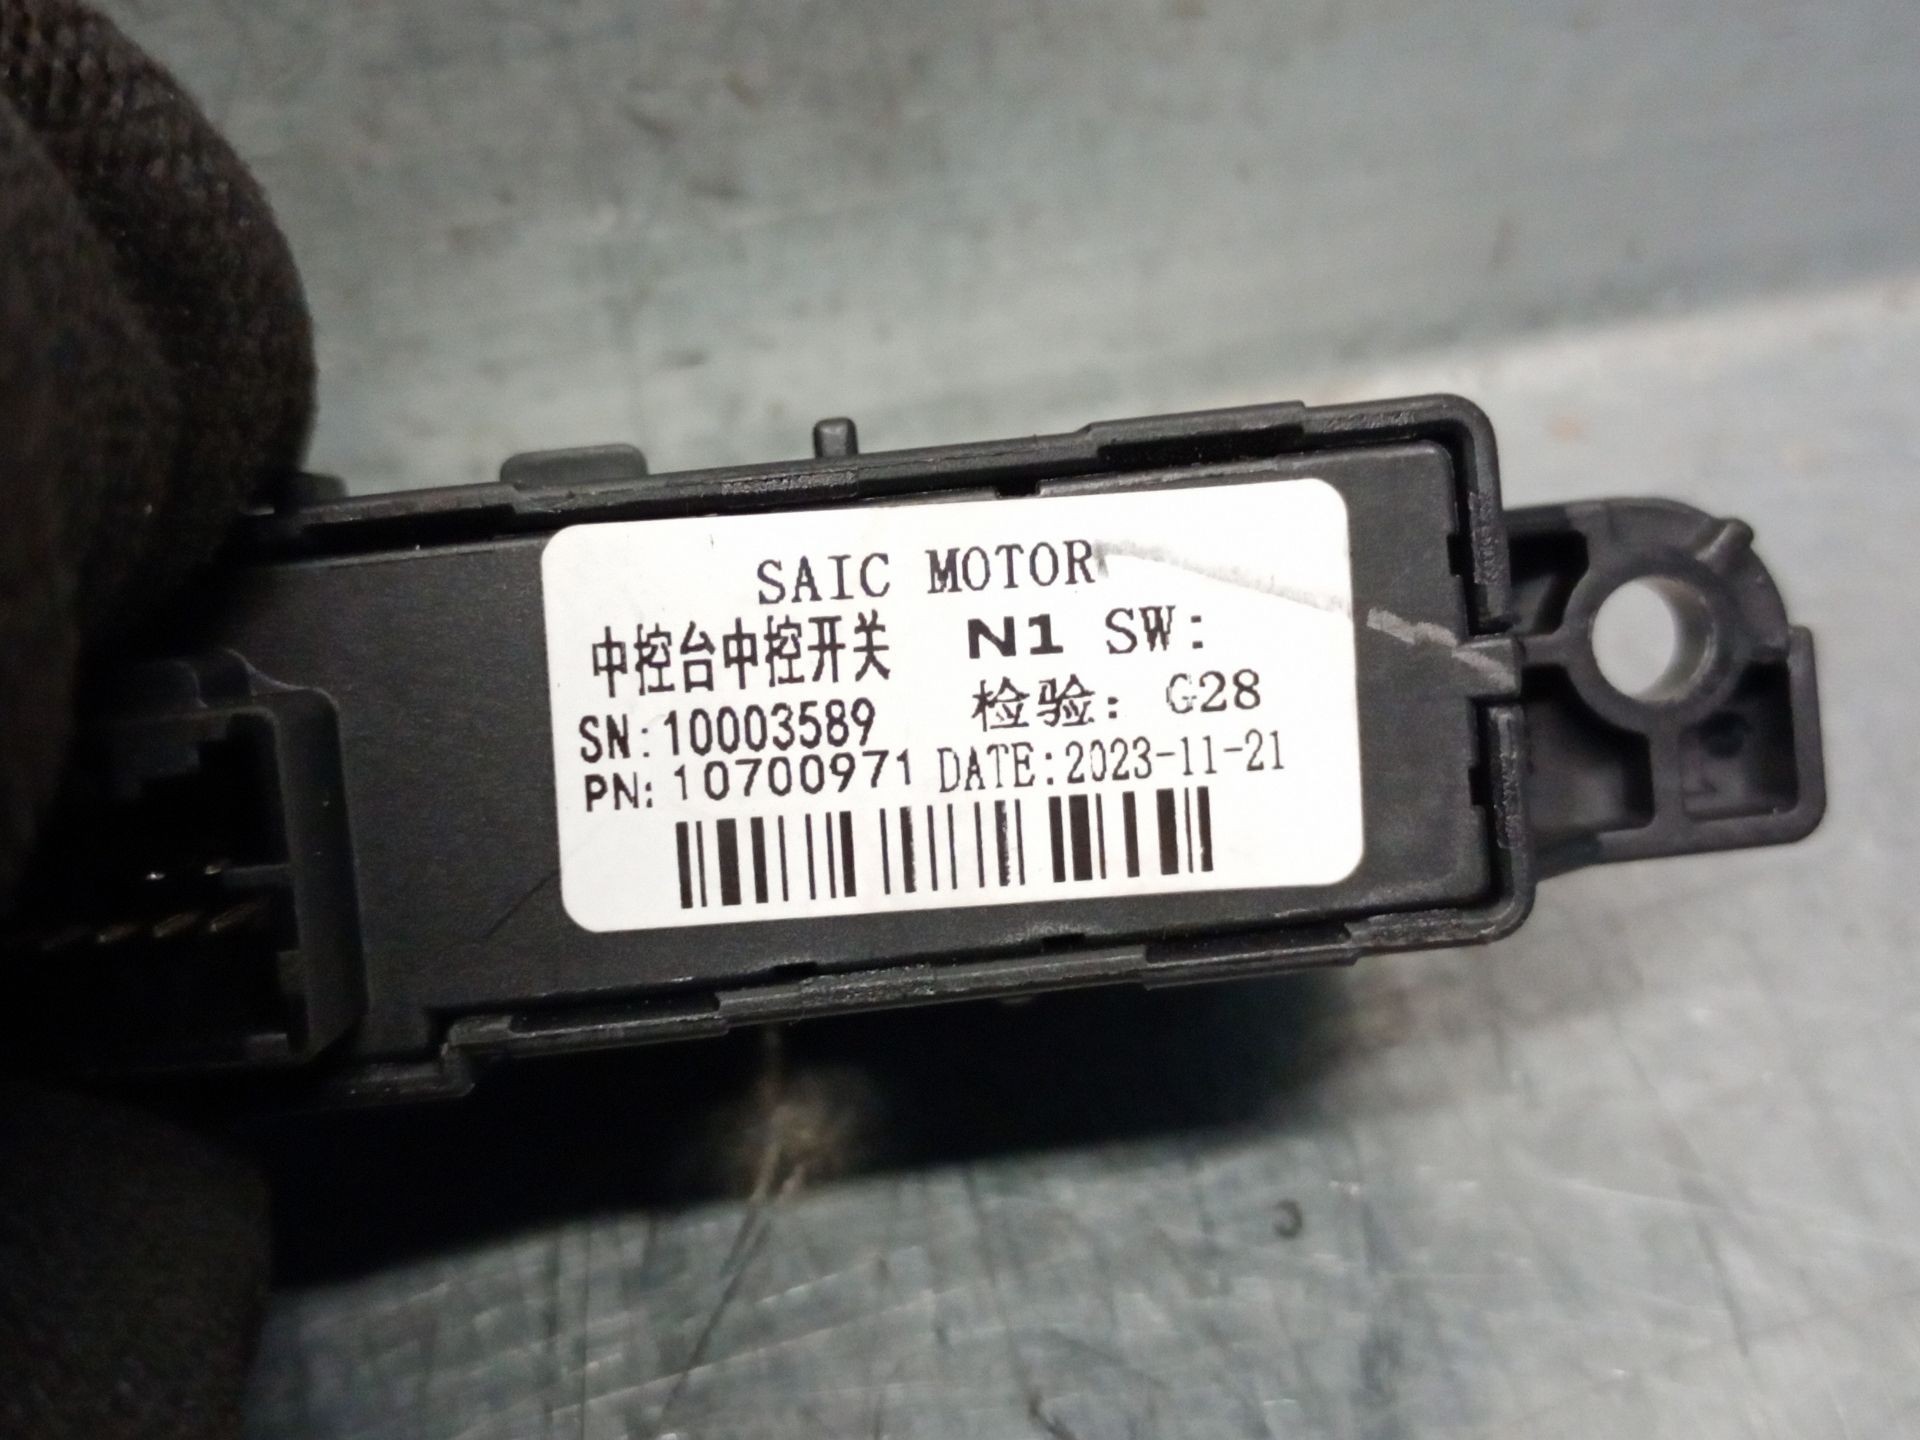 SAIC MOTOR
中控台中控开关 N1 SW:
SN:10003589 检验: G28
PN:10700971 DATE:2023-11-21